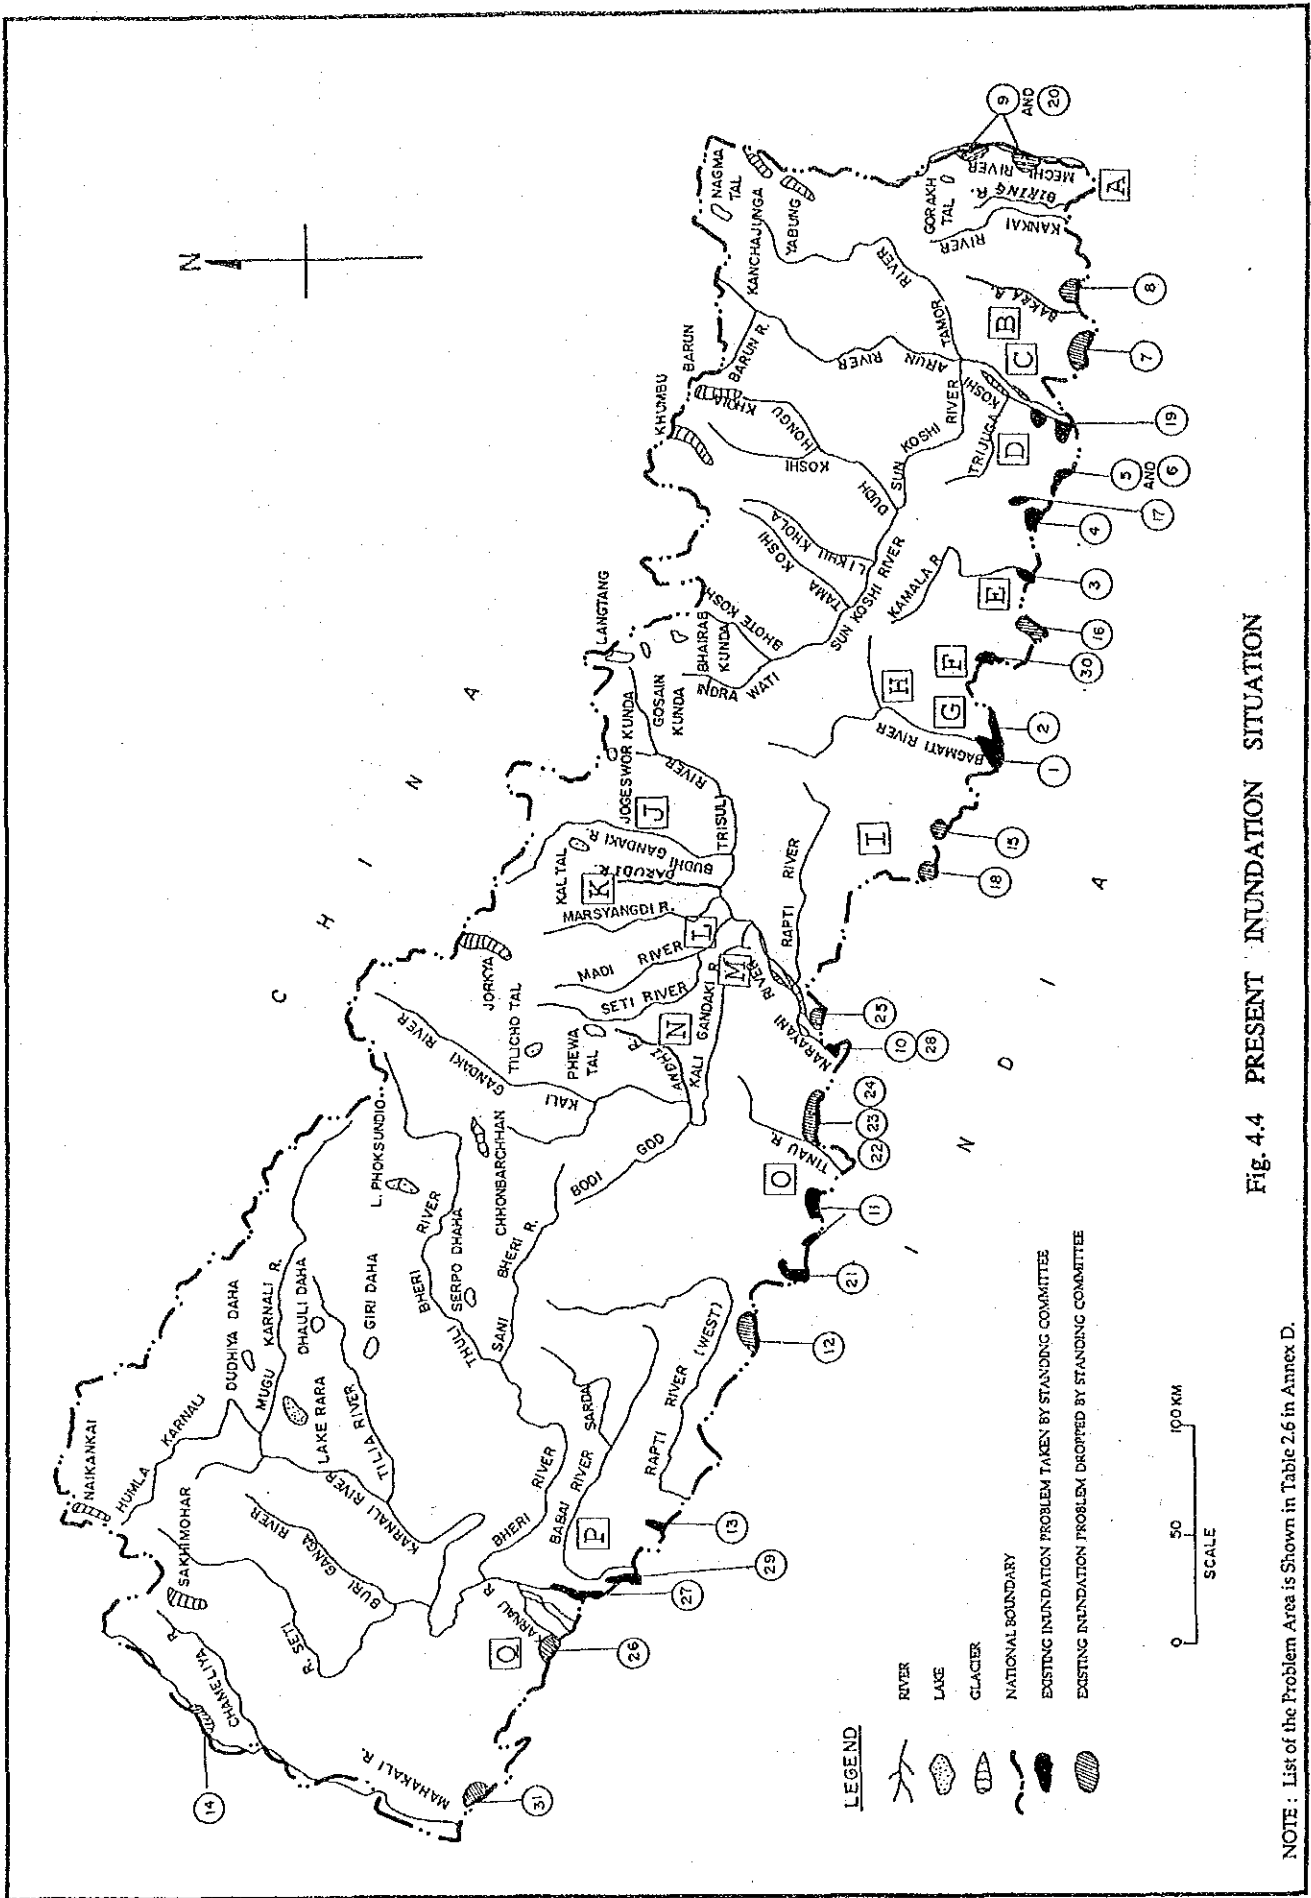 N
C H I N A
I N D I A
NAIKANKAI
HUMLA KARNALI
SAKHIMOHAR
DUDHIYA DAHA
MUGU KARNALI R.
DHAULI DAHA
LAKE RARA
GIRI DAHA
TILIA RIVER
KARNALI RIVER
BURI GANGA RIVER
R. SETI
CHAMELIYA R.
MAHAKALI R.
L. PHOKSUNDIO
THULI BHERI RIVER
SERPO DHAHA
CHHONBARCHHAN
SANI BHERI R.
BHERI RIVER
BABAI RIVER
SARDA
RAPTI RIVER (WEST)
KARNALI R
BODI GOD
KALI GANDAKI RIVER
JORKYA
TILICHO TAL
PHEWA TAL
ANDHI R.
SETI RIVER
MADI RIVER
MARSYANGDI R.
KALI GANDAKI R
KAL TAL
PARUDI R.
BUDHI GANDAKI R.
JOGESWOR KUNDA
TRISULI RIVER
LANGTANG
GOSAIN KUNDA
BHAIRAB KUNDA
INDRA WATI
BHOTE KOSHI
NARAYANI RIVER
RAPTI RIVER
TINAU R.
BAGMATI RIVER
SUN KOSHI RIVER
KAMALA R.
TAMA KOSHI
LIKHU KHOLA
DUDH KOSHI
HONGU KHOLA
KHUMBU
BARUN
BARUN R.
SUN KOSHI RIVER
ARUN RIVER
TAMOR RIVER
KANCHAJUNGA
NAGMA TAL
YABUNG
TRIJUGA
KOSHI
BAKRA R.
GORAKH TAL
KANKAI RIVER
BIRING R.
MECHI RIVER
A
B
C
D
E
F
G
H
I
J
K
L
M
N
O
P
Q
14
31
26
27
29
13
12
21
11
22
23
24
10
28
25
18
15
1
2
30
16
3
4
17
5 AND 6
19
7
8
9 AND 20
LEGEND
RIVER
LAKE
GLACIER
NATIONAL BOUNDARY
EXISTING INUNDATION PROBLEM TAKEN BY STANDING COMMITTEE
EXISTING INUNDATION PROBLEM DROPPED BY STANDING COMMITTEE
0 50 100 KM
SCALE
Fig. 4.4 PRESENT INUNDATION SITUATION
NOTE : List of the Problem Area is Shown in Table 2.6 in Annex D.